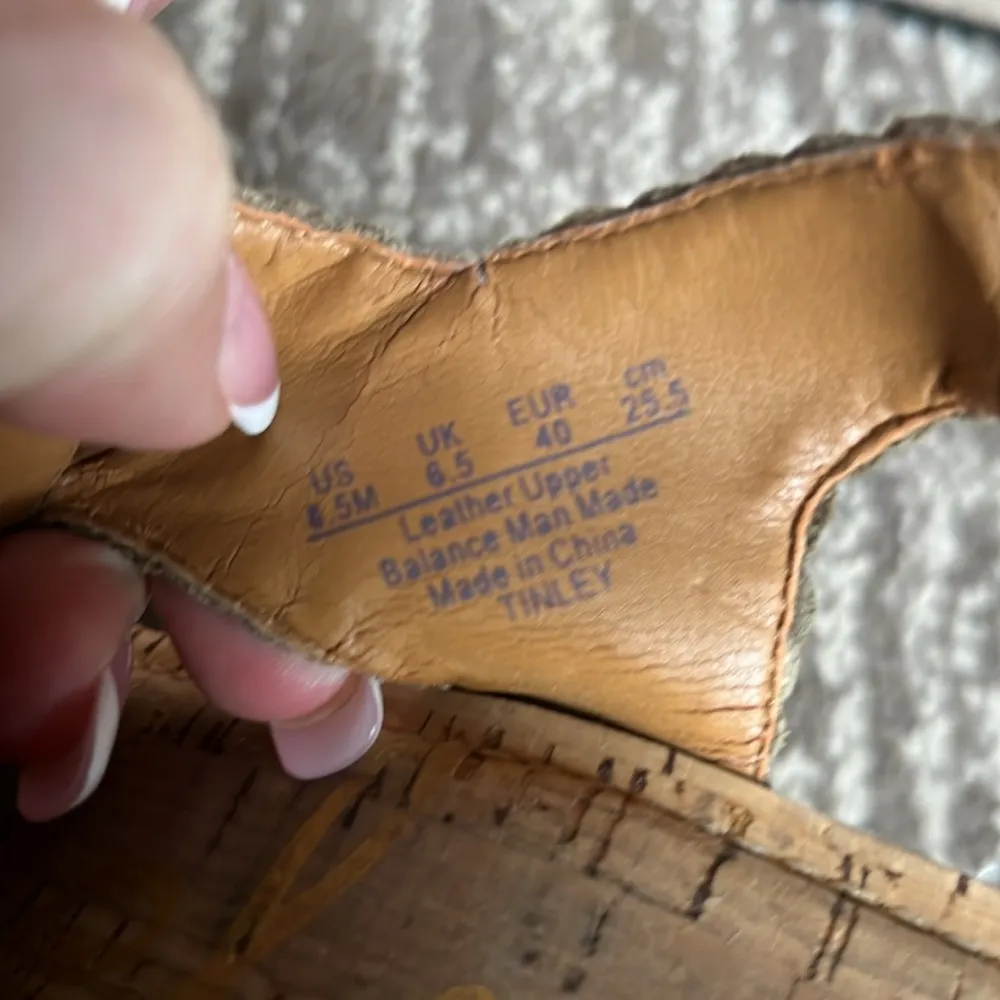 US UK EUR cm
8.5M 6.5 40 25.5
Leather Upper
Balance Man Made
Made in China
TINLEY